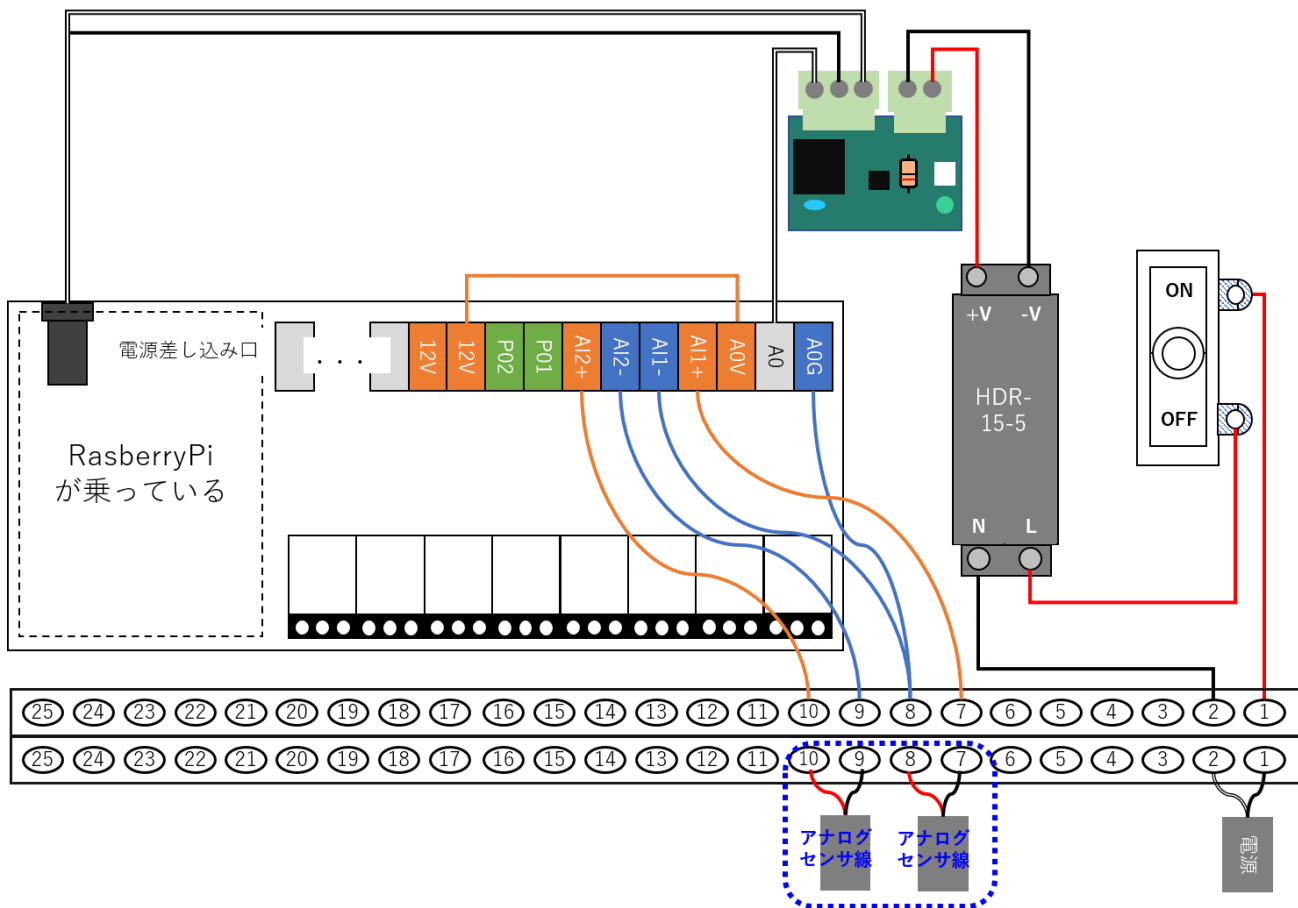 電源差し込み口
・・・
12V
12V
P02
P01
AI2+
AI2-
AI1-
AI1+
A0V
A0
A0G
RasberryPi
が乗っている
+V -V
HDR-
15-5
N L
ON
OFF
25 24 23 22 21 20 19 18 17 16 15 14 13 12 11 10 9 8 7 6 5 4 3 2 1
25 24 23 22 21 20 19 18 17 16 15 14 13 12 11 10 9 8 7 6 5 4 3 2 1
アナログ
センサ線
アナログ
センサ線
電源